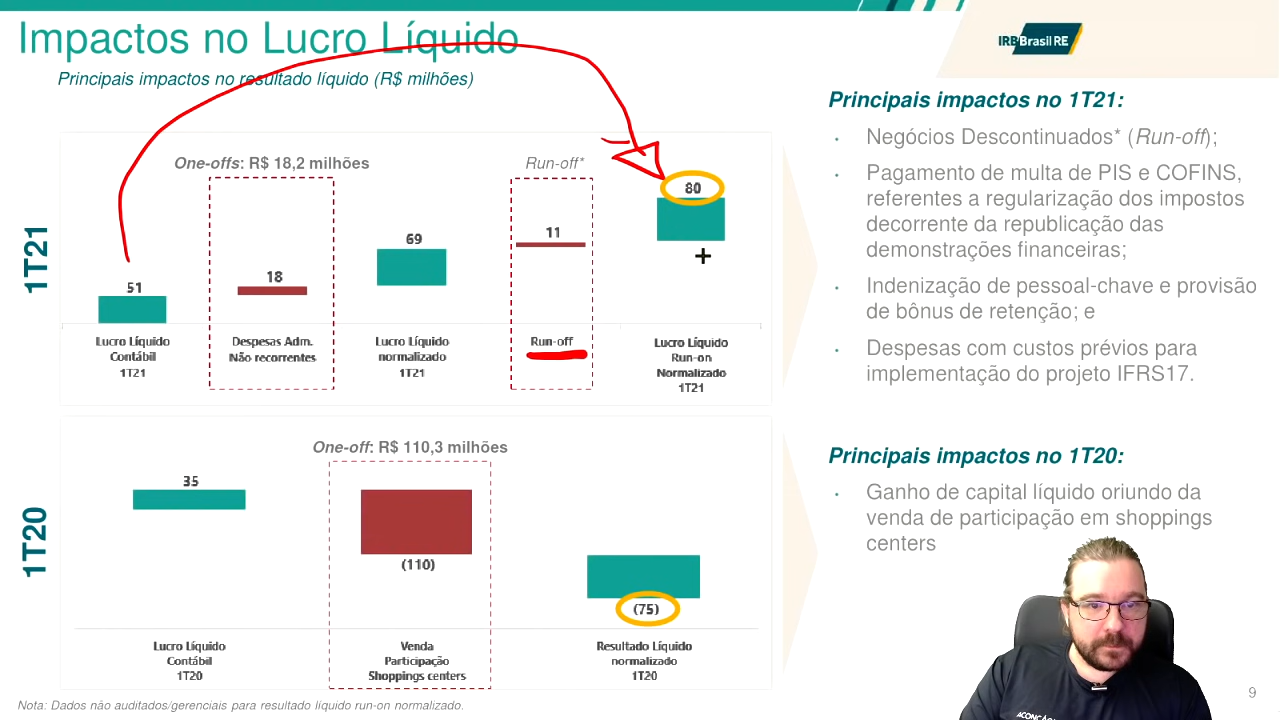 Impactos no Lucro Líquido
Principais impactos no resultado líquido (R$ milhões)
IRB Brasil RE
1T21
One-offs: R$ 18,2 milhões
Run-off*
51
18
69
11
80
Lucro Líquido
Contábil
1T21
Despesas Adm.
Não recorrentes
Lucro Líquido
normalizado
1T21
Run-off
Lucro Líquido
Run-on
Normalizado
1T21
Principais impactos no 1T21:
Negócios Descontinuados* (Run-off);
Pagamento de multa de PIS e COFINS,
referentes a regularização dos impostos
decorrente da republicação das
demonstrações financeiras;
Indenização de pessoal-chave e provisão
de bônus de retenção; e
Despesas com custos prévios para
implementação do projeto IFRS17.
1T20
One-off: R$ 110,3 milhões
35
(110)
(75)
Lucro Líquido
Contábil
1T20
Venda
Participação
Shoppings centers
Resultado Líquido
normalizado
1T20
Principais impactos no 1T20:
Ganho de capital líquido oriundo da
venda de participação em shoppings
centers
Nota: Dados não auditados/gerenciais para resultado líquido run-on normalizado.
9